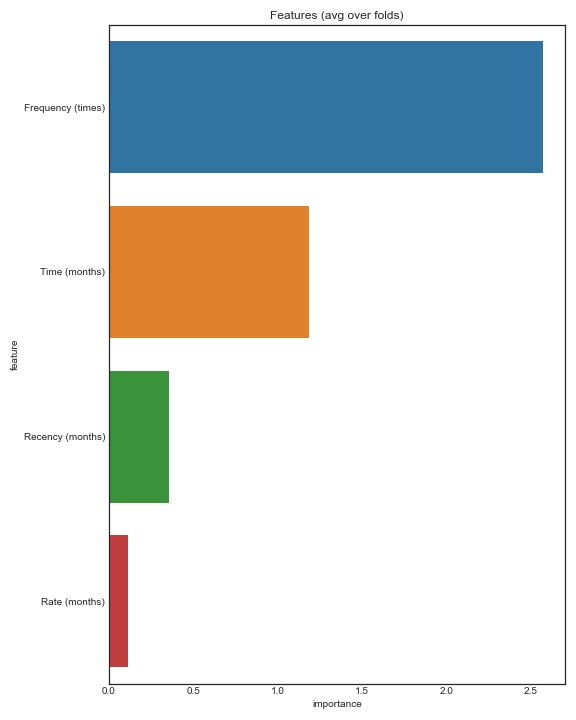 Features (avg over folds)
Frequency (times)
Time (months)
feature
Recency (months)
Rate (months)
0.0 0.5 1.0 1.5 2.0 2.5
importance